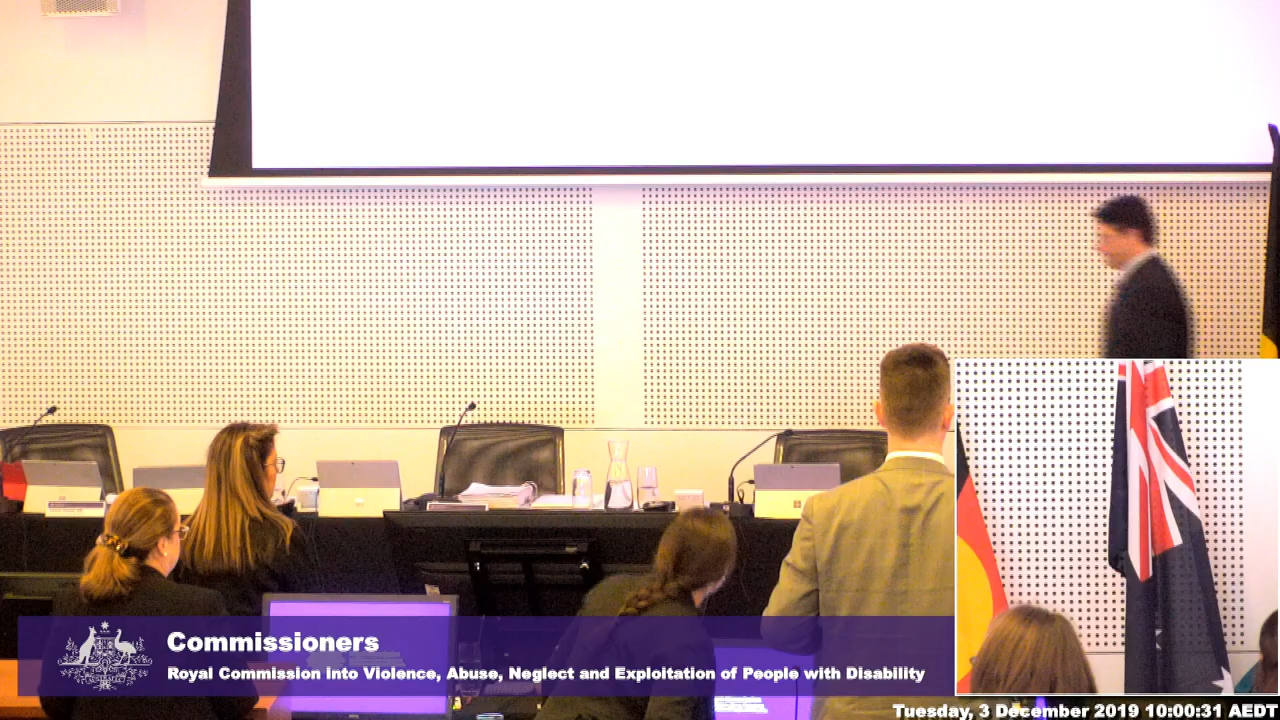 Commissioners
Royal Commission into Violence, Abuse, Neglect and Exploitation of People with Disability
Tuesday, 3 December 2019 10:00:31 AEDT